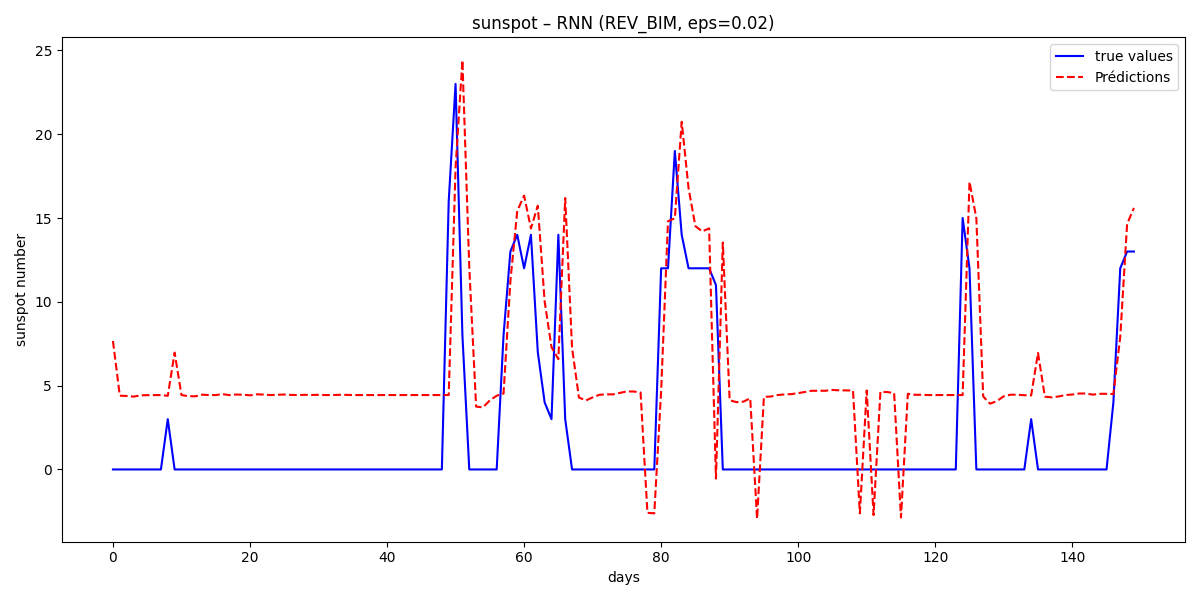 sunspot – RNN (REV_BIM, eps=0.02)
true values
Prédictions
sunspot number
25
20
15
10
5
0
0 20 40 60 80 100 120 140
days